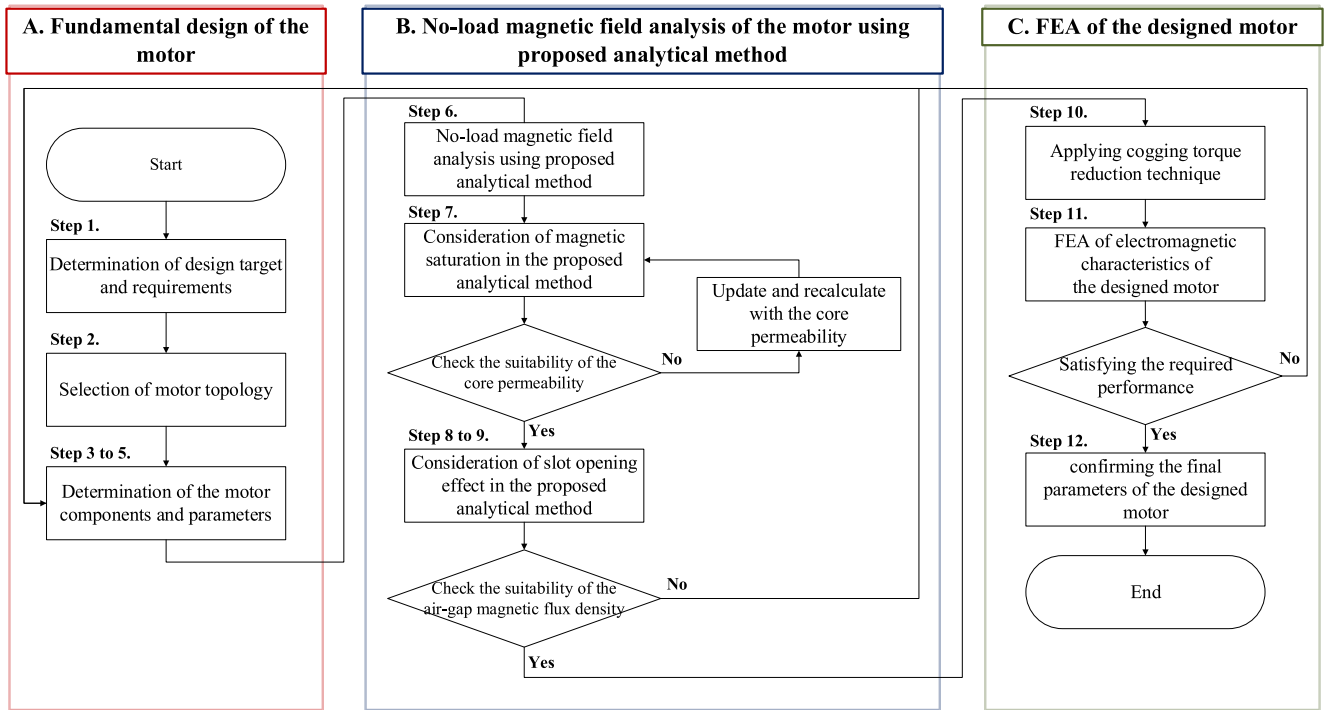 A. Fundamental design of the
motor
Start
Step 1.
Determination of design target
and requirements
Step 2.
Selection of motor topology
Step 3 to 5.
Determination of the motor
components and parameters
B. No-load magnetic field analysis of the motor using
proposed analytical method
Step 6.
No-load magnetic field
analysis using proposed
analytical method
Step 7.
Consideration of magnetic
saturation in the proposed
analytical method
Update and recalculate
with the core
permeability
Check the suitability of the
core permeability
No
Yes
Step 8 to 9.
Consideration of slot opening
effect in the proposed
analytical method
Check the suitability of the
air-gap magnetic flux density
No
Yes
C. FEA of the designed motor
Step 10.
Applying cogging torque
reduction technique
Step 11.
FEA of electromagnetic
characteristics of
the designed motor
Satisfying the required
performance
No
Yes
Step 12.
confirming the final
parameters of the designed
motor
End